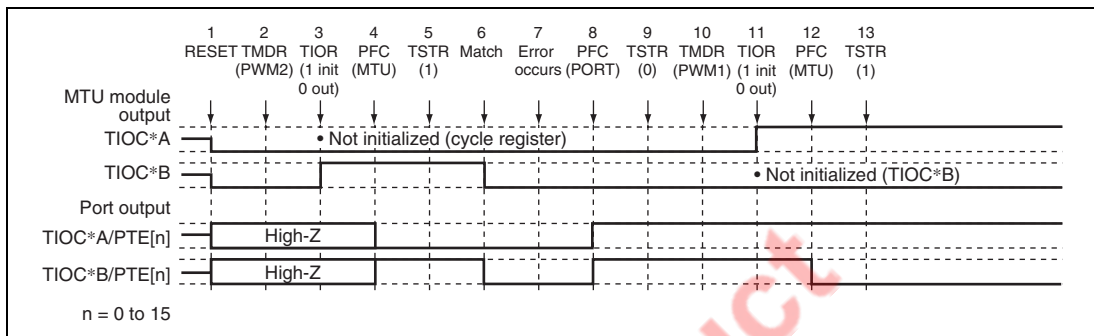 1 2 3 4 5 6 7 8 9 10 11 12 13
RESET TMDR TIOR PFC TSTR Match Error PFC TSTR TMDR TIOR PFC TSTR
(PWM2) (1 init (MTU) (1) occurs (PORT) (0) (PWM1) (1 init (MTU) (1)
0 out) 0 out)
MTU module
output
TIOC*A
• Not initialized (cycle register)
TIOC*B
• Not initialized (TIOC*B)
Port output
TIOC*A/PTE[n]
High-Z
TIOC*B/PTE[n]
High-Z
n = 0 to 15
uct